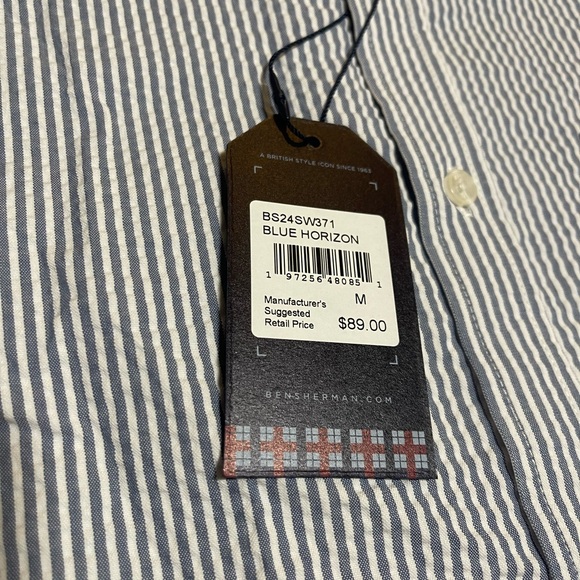 A BRITISH STYLE ICON SINCE 1963
BS24SW371
BLUE HORIZON
1 97256 48085 1
M
Manufacturer's
Suggested
Retail Price $89.00
BENSHERMAN.COM